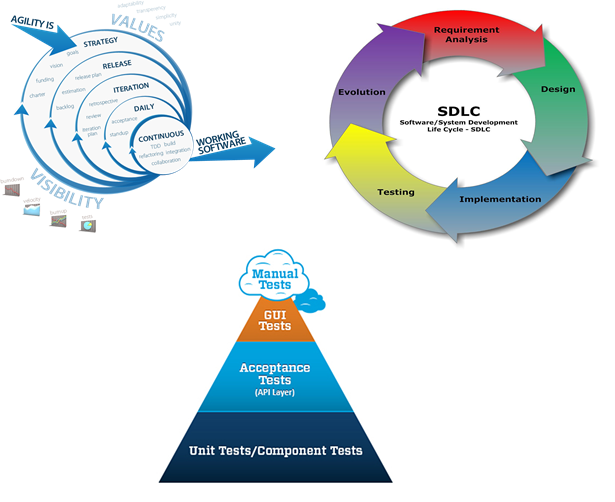 adaptability
transparency
simplicity
unity
AGILITY IS
VALUES
STRATEGY
goals
vision
funding
charter
RELEASE
release plan
estimation
backlog
ITERATION
retrospective
review
iteration
plan
DAILY
acceptance
standup
CONTINUOUS
TDD build
refactoring integration
collaboration
WORKING
SOFTWARE
VISIBILITY
burndown
velocity
burnup
tests
Requirement
Analysis
Design
Implementation
Testing
Evolution
SDLC
Software/System Development
Life Cycle - SDLC
Manual
Tests
GUI
Tests
Acceptance
Tests
(API Layer)
Unit Tests/Component Tests